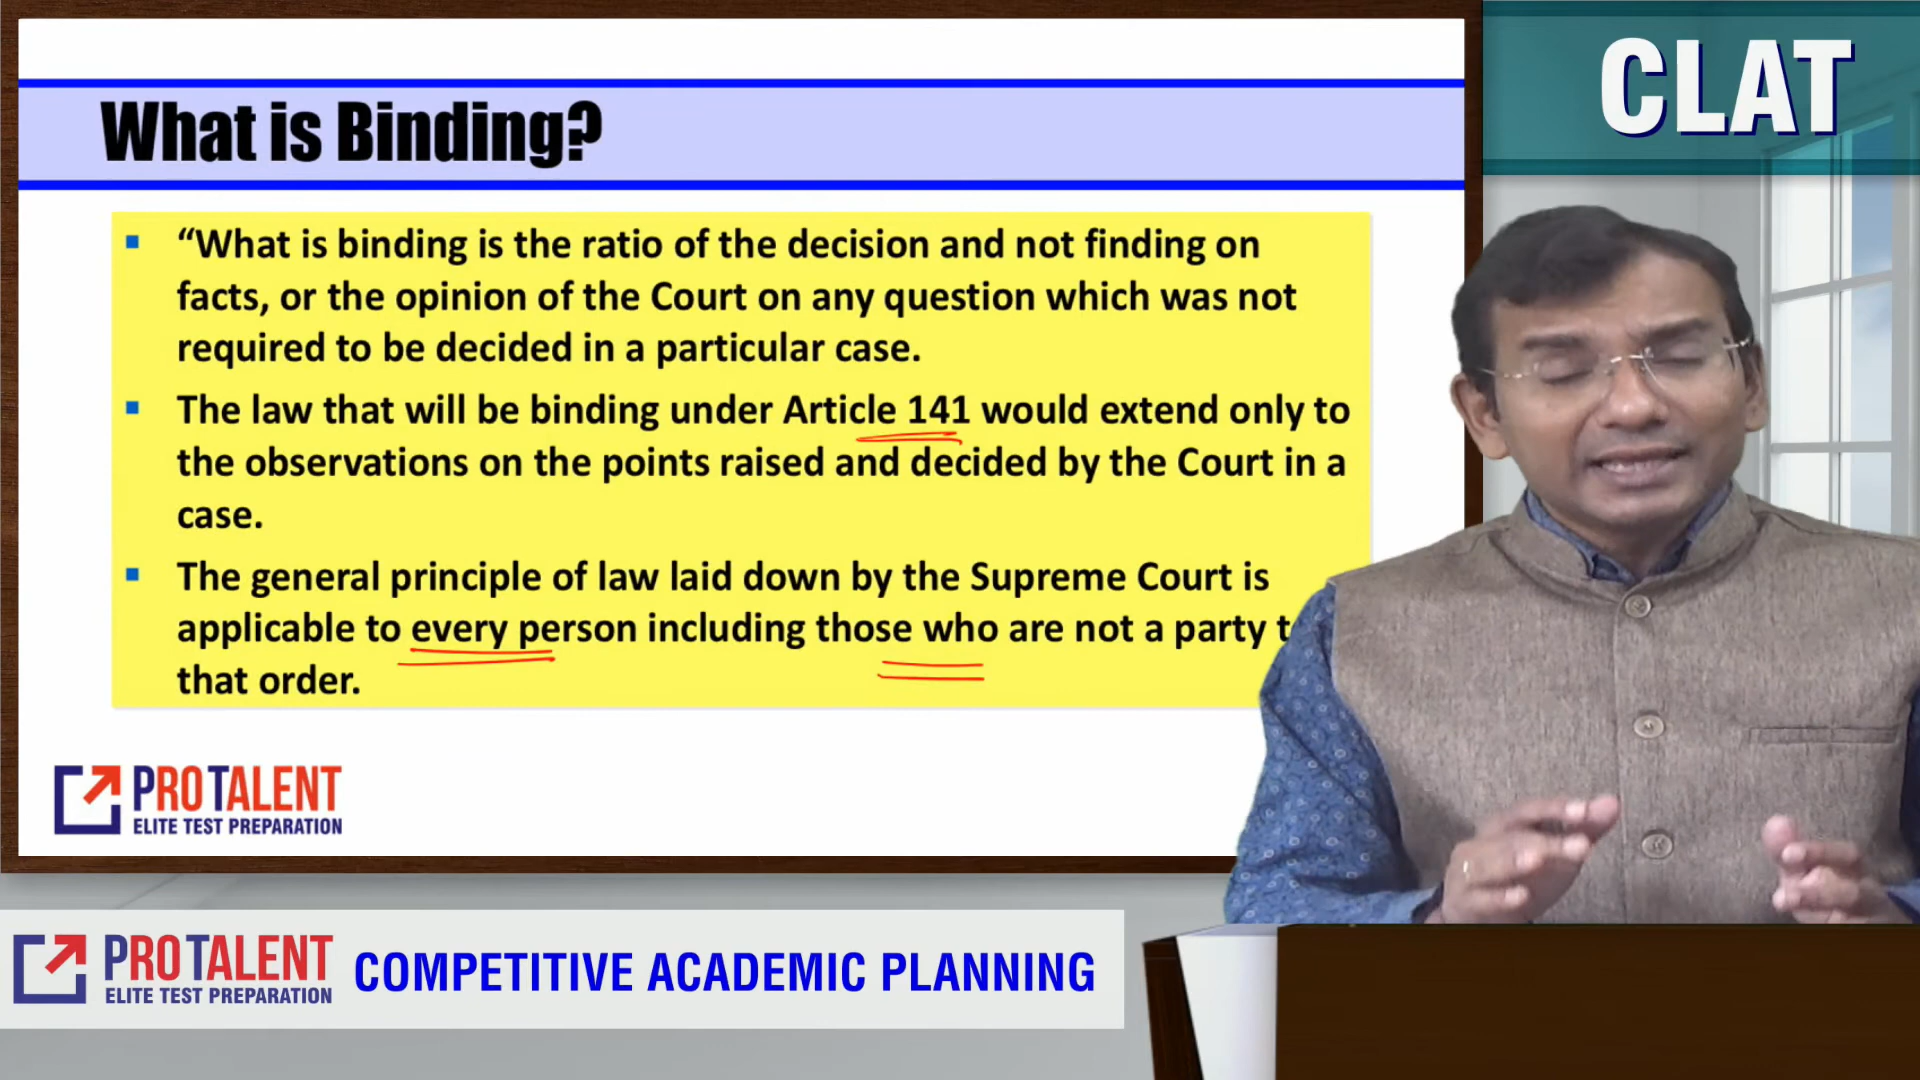 CLAT
What is Binding?
▪ “What is binding is the ratio of the decision and not finding on
facts, or the opinion of the Court on any question which was not
required to be decided in a particular case.
▪ The law that will be binding under Article 141 would extend only to
the observations on the points raised and decided by the Court in a
case.
▪ The general principle of law laid down by the Supreme Court is
applicable to every person including those who are not a party
that order.
PROTALENT
ELITE TEST PREPARATION
PROTALENT
ELITE TEST PREPARATION
COMPETITIVE ACADEMIC PLANNING